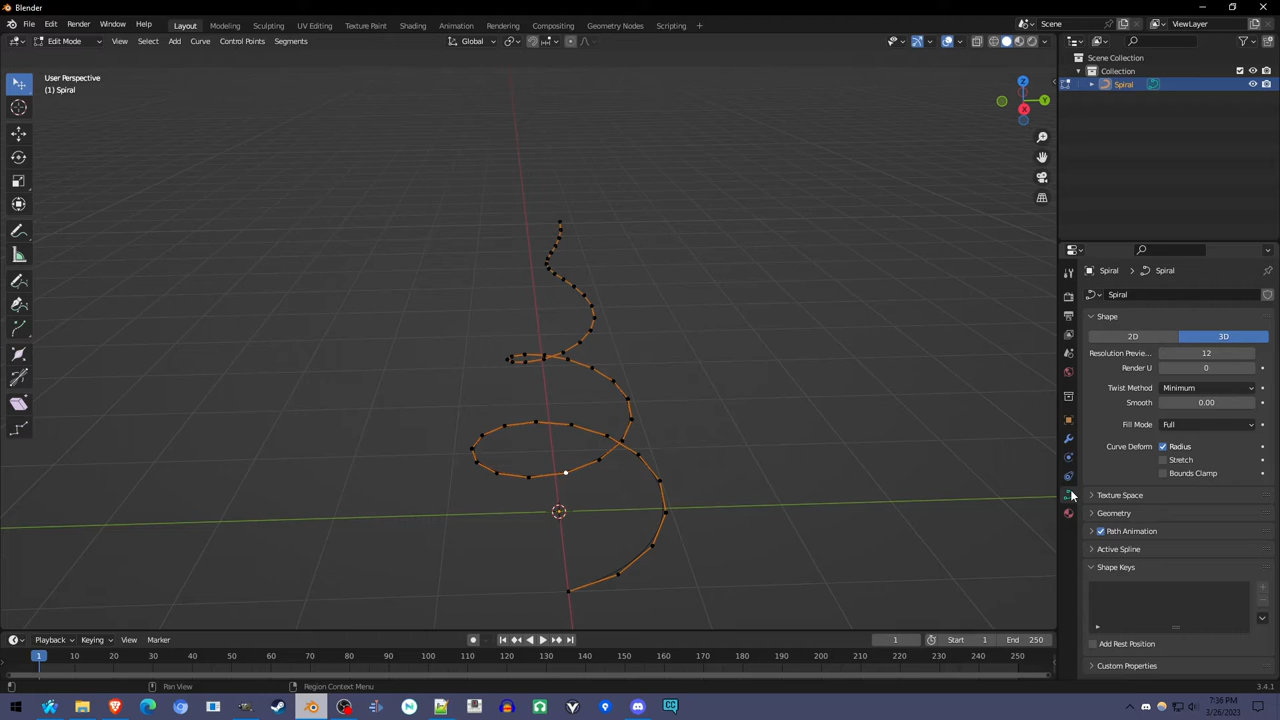 Blender
File Edit Render Window Help Layout Modeling Sculpting UV Editing Texture Paint Shading Animation Rendering Compositing Geometry Nodes Scripting + Scene ViewLayer
Edit Mode View Select Add Curve Control Points Segments Global
User Perspective
(1) Spiral
Z
Y
X
Scene Collection
Collection
Spiral
Spiral Spiral
Spiral
Shape
2D 3D
Resolution Previe... 12
Render U 0
Twist Method Minimum
Smooth 0.00
Fill Mode Full
Curve Deform Radius
Stretch
Bounds Clamp
Texture Space
Geometry
Path Animation
Active Spline
Shape Keys
Add Rest Position
Custom Properties
Playback Keying View Marker 1 Start 1 End 250
1 10 20 30 40 50 60 70 80 90 100 110 120 130 140 150 160 170 180 190 200 210 220 230 240 250
Pan View Region Context Menu 3.4.1
7:36 PM
3/26/2023